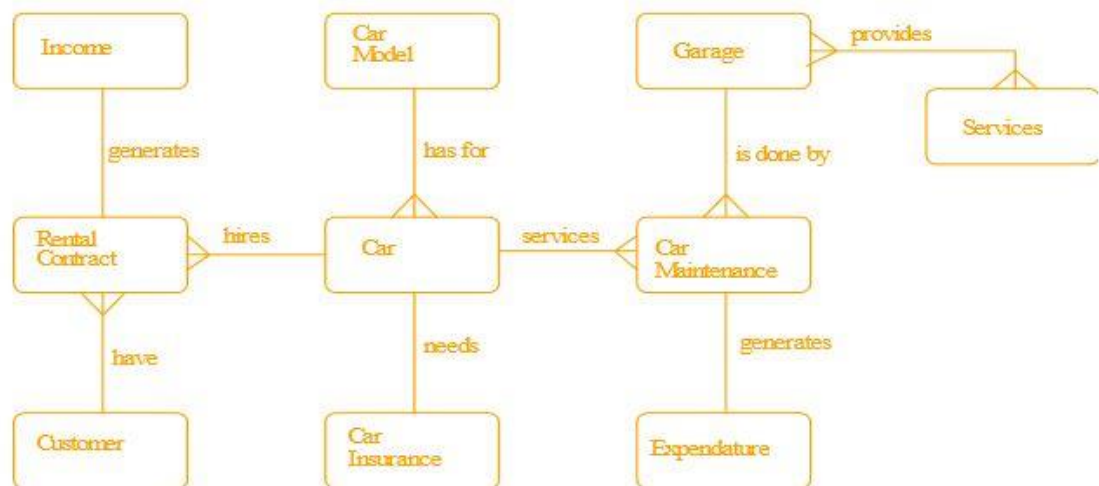 Income
Car
Model
Garage
provides
Services
generates
has for
is done by
Rental
Contract
hires
Car
services
Car
Maintenance
have
needs
generates
Customer
Car
Insurance
Expendature